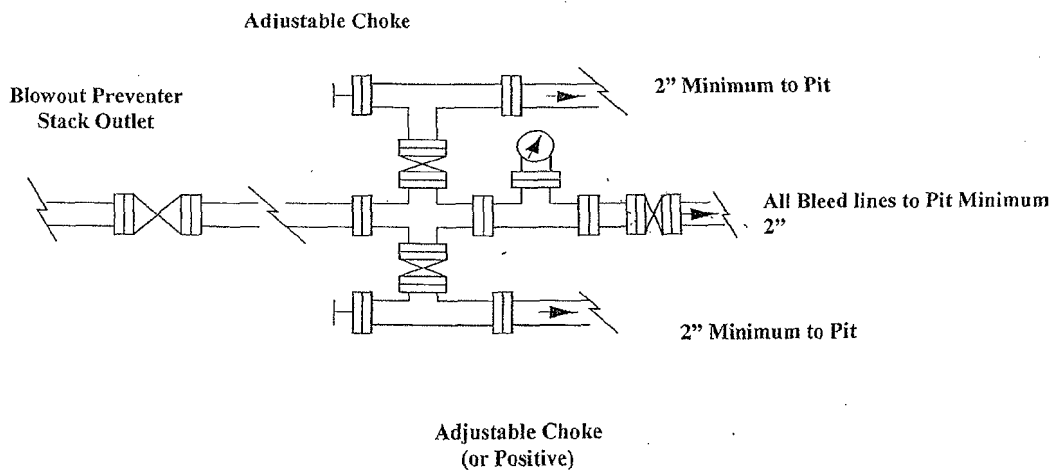 Adjustable Choke
Blowout Preventer
Stack Outlet
2" Minimum to Pit
All Bleed lines to Pit Minimum
2"
2" Minimum to Pit
Adjustable Choke
(or Positive)